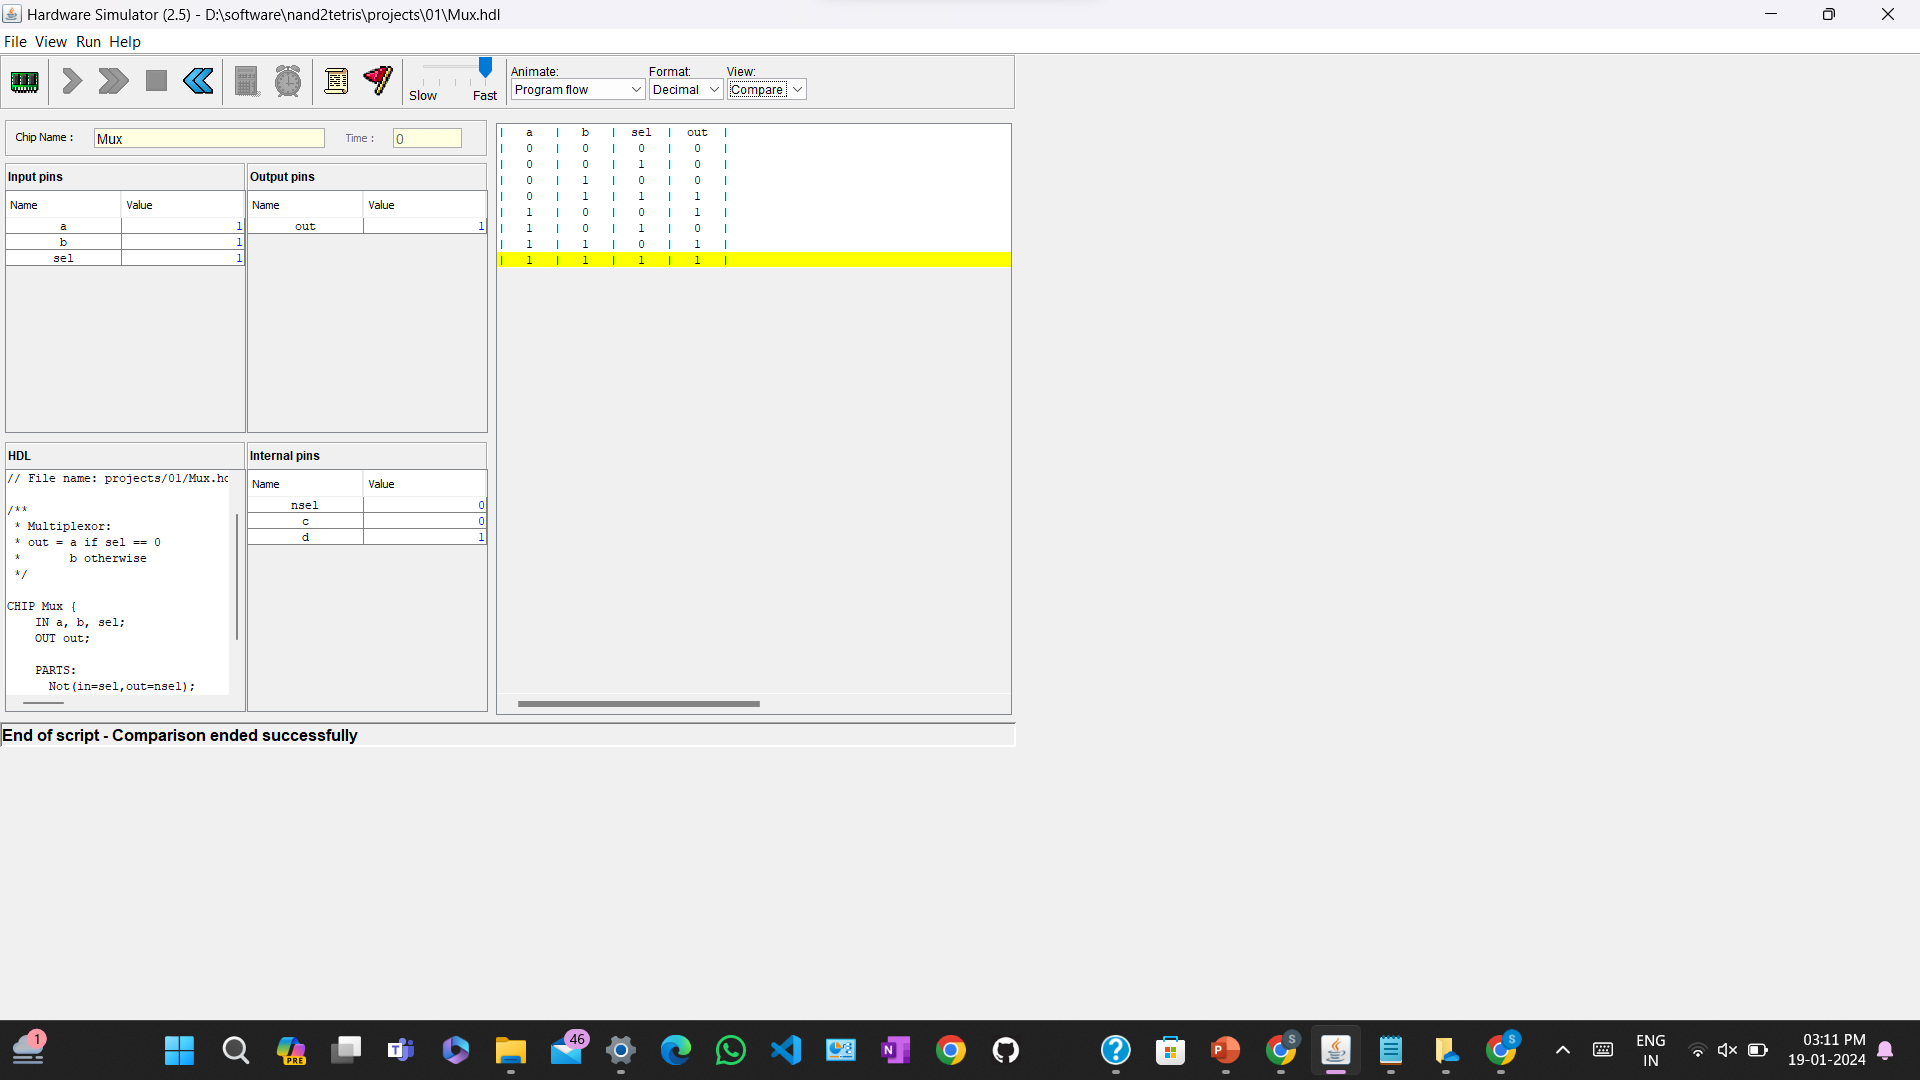 Hardware Simulator (2.5) - D:\software\nand2tetris\projects\01\Mux.hdl
File View Run Help
Slow Fast
Animate: Format: View:
Program flow Decimal Compare
Chip Name : Mux Time : 0
Input pins
Name Value
a 1
b 1
sel 1
Output pins
Name Value
out 1
| a | b | sel | out |
| 0 | 0 | 0 | 0 |
| 0 | 0 | 1 | 0 |
| 0 | 1 | 0 | 0 |
| 0 | 1 | 1 | 1 |
| 1 | 0 | 0 | 1 |
| 1 | 0 | 1 | 0 |
| 1 | 1 | 0 | 1 |
| 1 | 1 | 1 | 1 |
HDL
// File name: projects/01/Mux.hd
/**
* Multiplexor:
* out = a if sel == 0
* b otherwise
*/
CHIP Mux {
IN a, b, sel;
OUT out;
PARTS:
Not(in=sel,out=nsel);
Internal pins
Name Value
nsel 0
c 0
d 1
End of script - Comparison ended successfully
1
PRE
46
S
S
ENG
IN
03:11 PM
19-01-2024